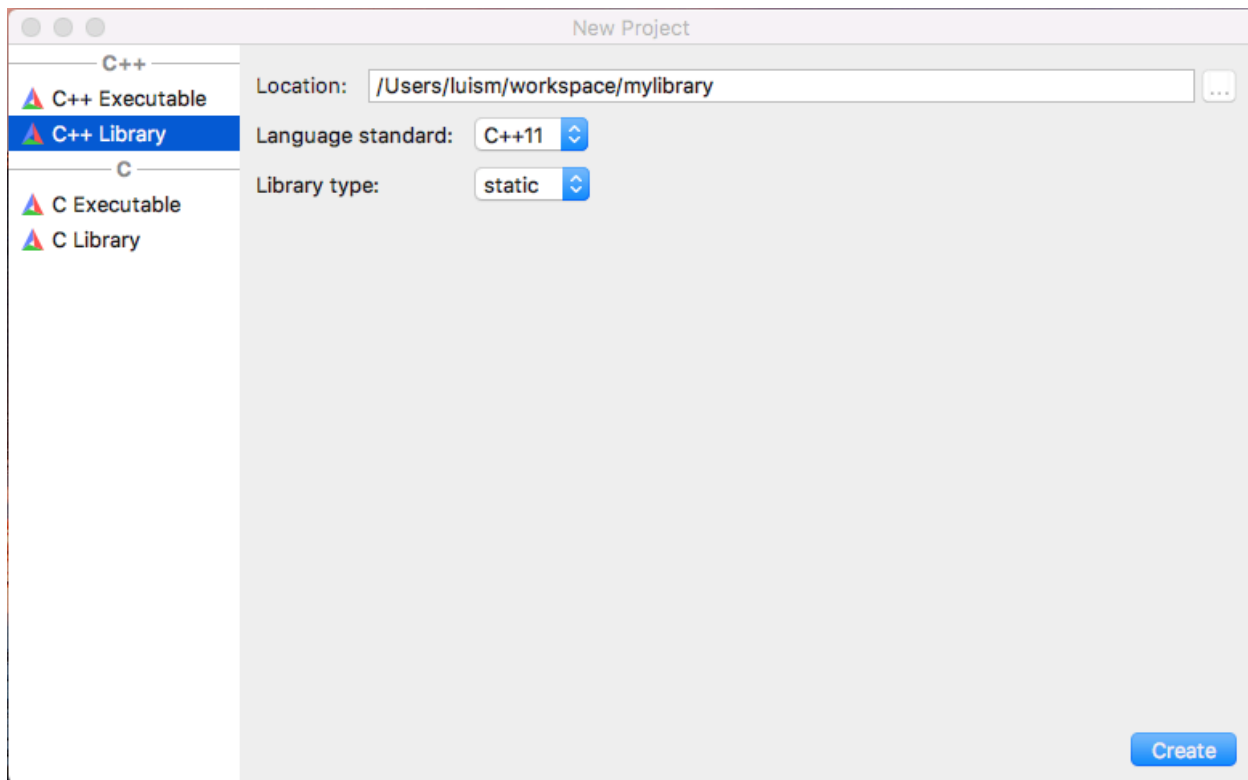 New Project
C++
C++ Executable
C++ Library
C
C Executable
C Library
Location: /Users/luism/workspace/mylibrary ...
Language standard: C++11
Library type: static
Create